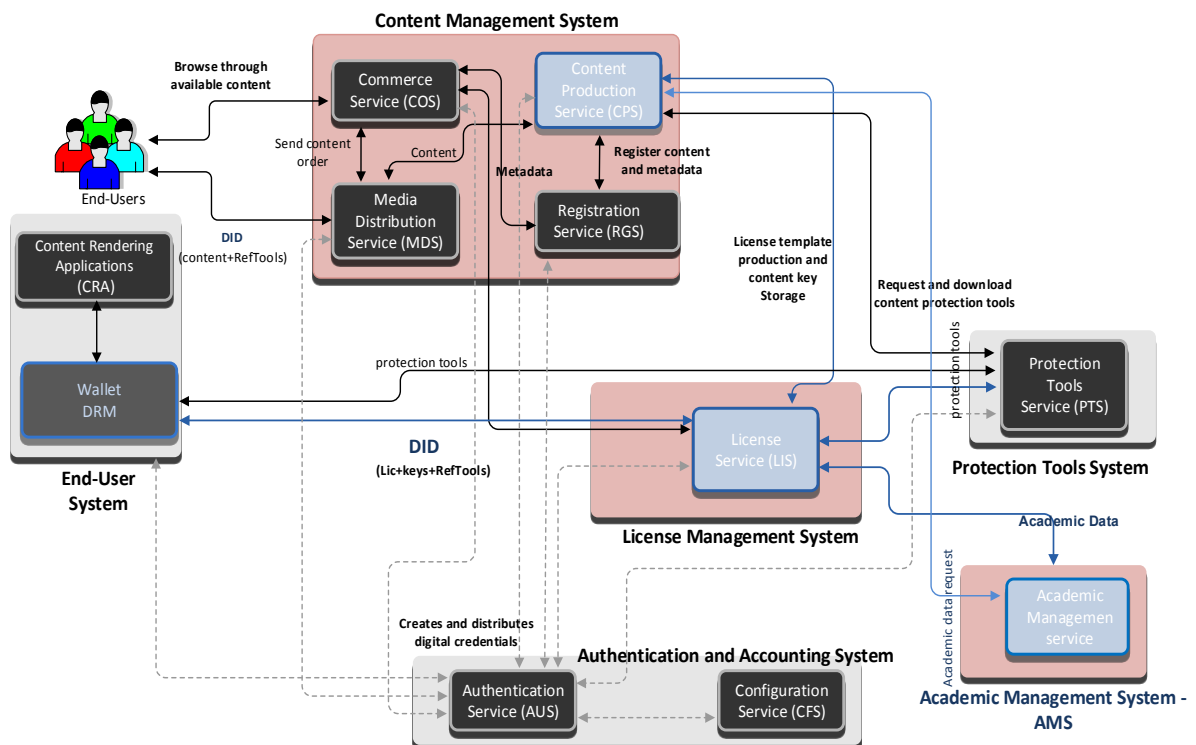 Content Management System
Browse through
available content
Commerce
Service (COS)
Content
Production
Service (CPS)
Send content
order
Content
Metadata
Register content
and metadata
End-Users
Media
Distribution
Service (MDS)
Registration
Service (RGS)
DID
(content+RefTools)
Content Rendering
Applications
(CRA)
License template
production and
content key
Storage
Request and download
content protection tools
protection tools
protection tools
Protection
Tools
Service (PTS)
Wallet
DRM
DID
(Lic+keys+RefTools)
License
Service (LIS)
End-User
System
Protection Tools System
License Management System
Academic Data
Academic data request
Academic
Managemen
service
Creates and distributes
digital credentials
Authentication and Accounting System
Authentication
Service (AUS)
Configuration
Service (CFS)
Academic Management System -
AMS